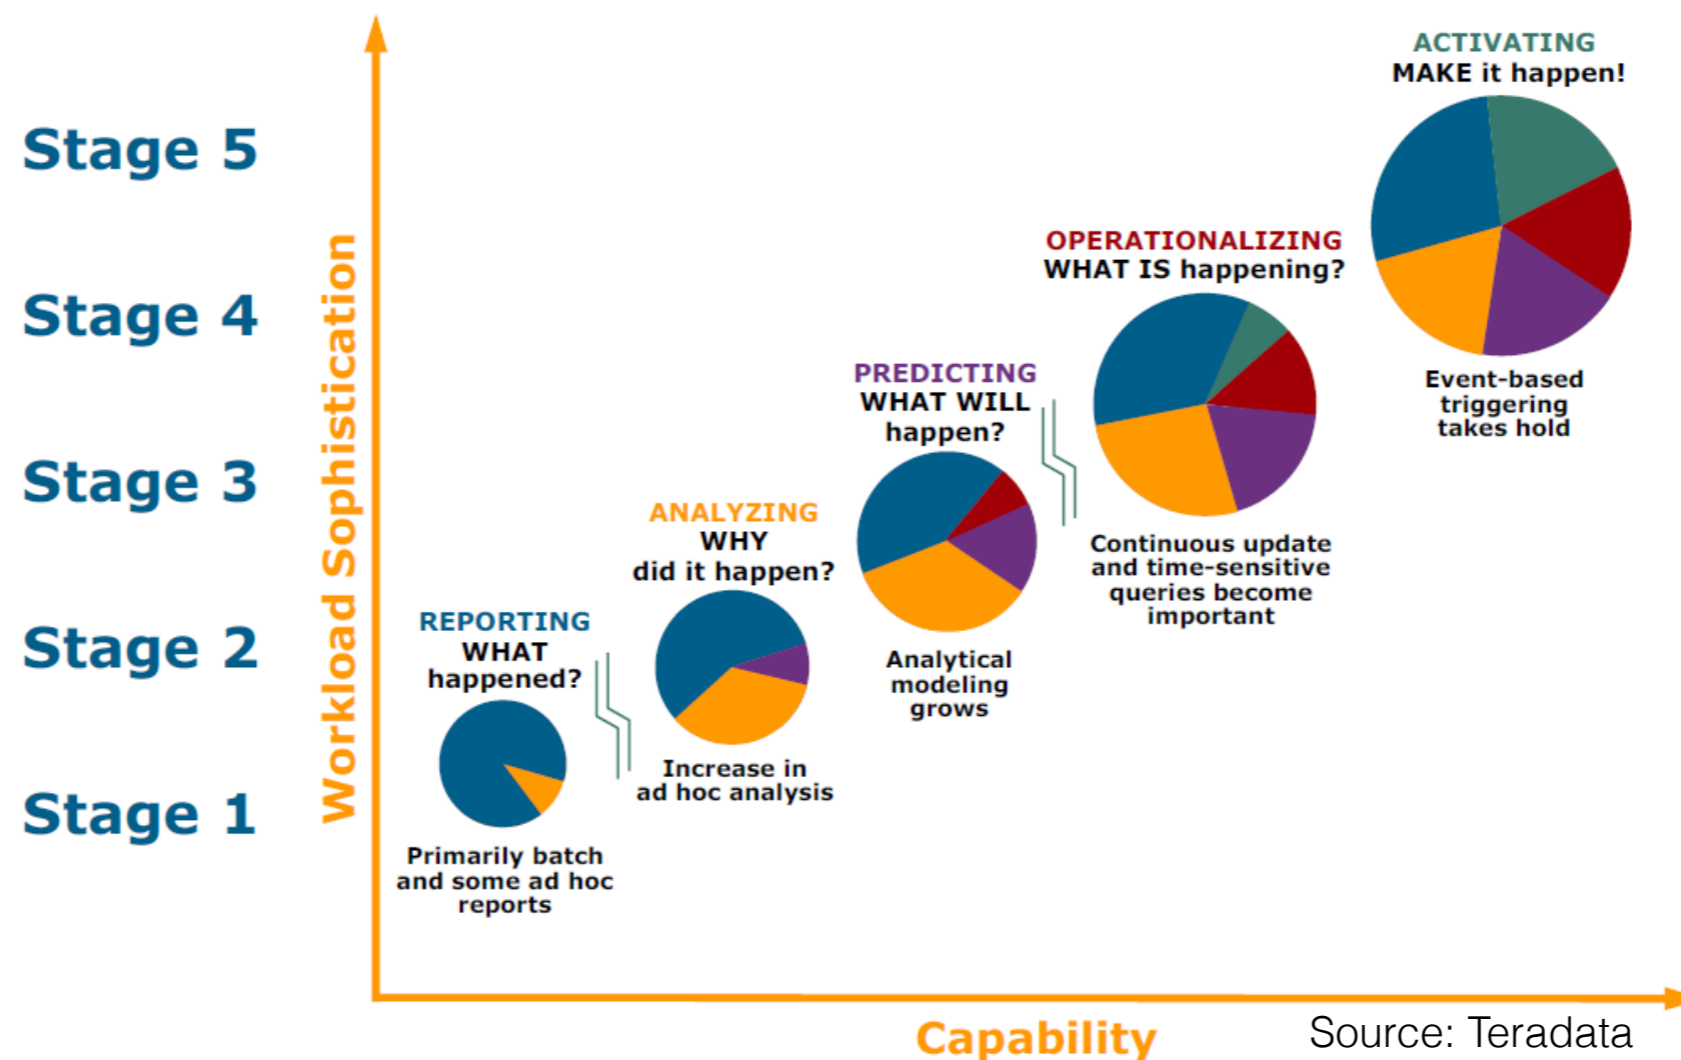 Stage 5
Stage 4
Stage 3
Stage 2
Stage 1
Workload Sophistication
REPORTING
WHAT
happened?
Primarily batch
and some ad hoc
reports
ANALYZING
WHY
did it happen?
Increase in
ad hoc analysis
PREDICTING
WHAT WILL
happen?
Analytical
modeling
grows
OPERATIONALIZING
WHAT IS happening?
Continuous update
and time-sensitive
queries become
important
ACTIVATING
MAKE it happen!
Event-based
triggering
takes hold
Capability
Source: Teradata